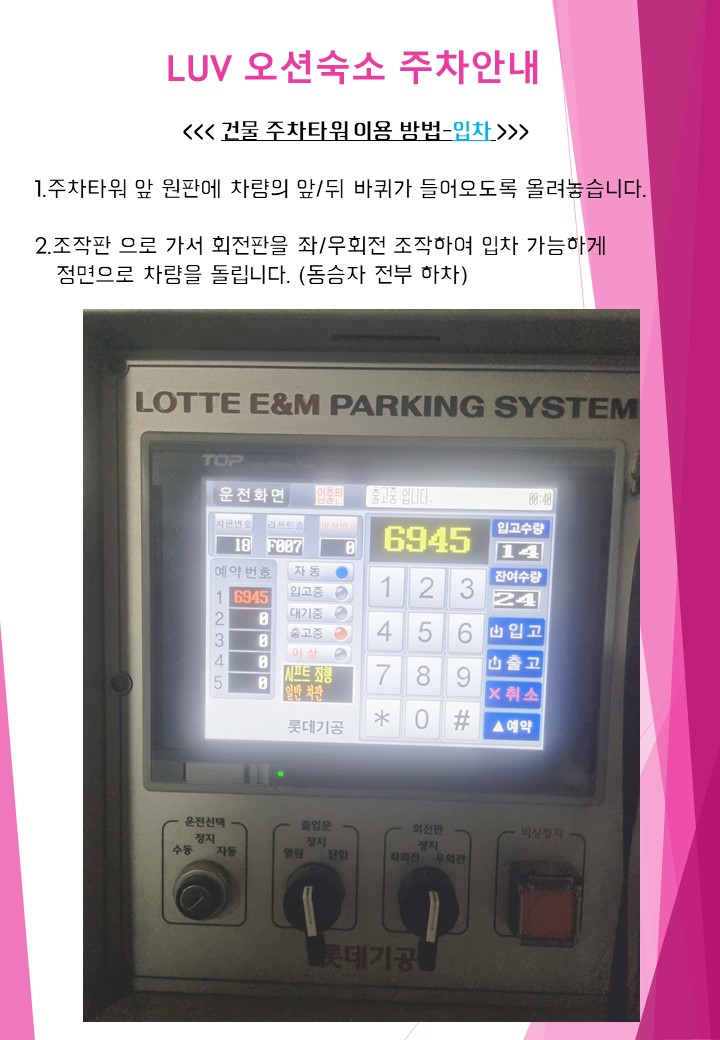 LUV 오션숙소 주차안내
<<< 건물 주차타워 이용 방법-입차 >>>
1.주차타워 앞 원판에 차량의 앞/뒤 바퀴가 들어오도록 올려놓습니다.
2.조작판 으로 가서 회전판을 좌/우회전 조작하여 입차 가능하게
정면으로 차량을 돌립니다. (동승자 전부 하차)
LOTTE E&M PARKING SYSTEM
TOP
운전화면 입출판 출고중 입니다. 00:40
차판번호 리프트층 이상번호
18 F007 0
6945
입고수량
14
잔여수량
24
예약번호
1 6945
2 0
3 0
4 0
5 0
자동
입고중
대기중
출고중
이상
시프트 좌형
일반 차판
롯데기공
1 2 3
4 5 6
7 8 9
* 0 #
입고
출고
X 취소
▲예약
운전선택
정지
수동 자동
출입문
정지
열림 닫힘
회전판
정지
좌회전 우회전
비상정지
롯데기공